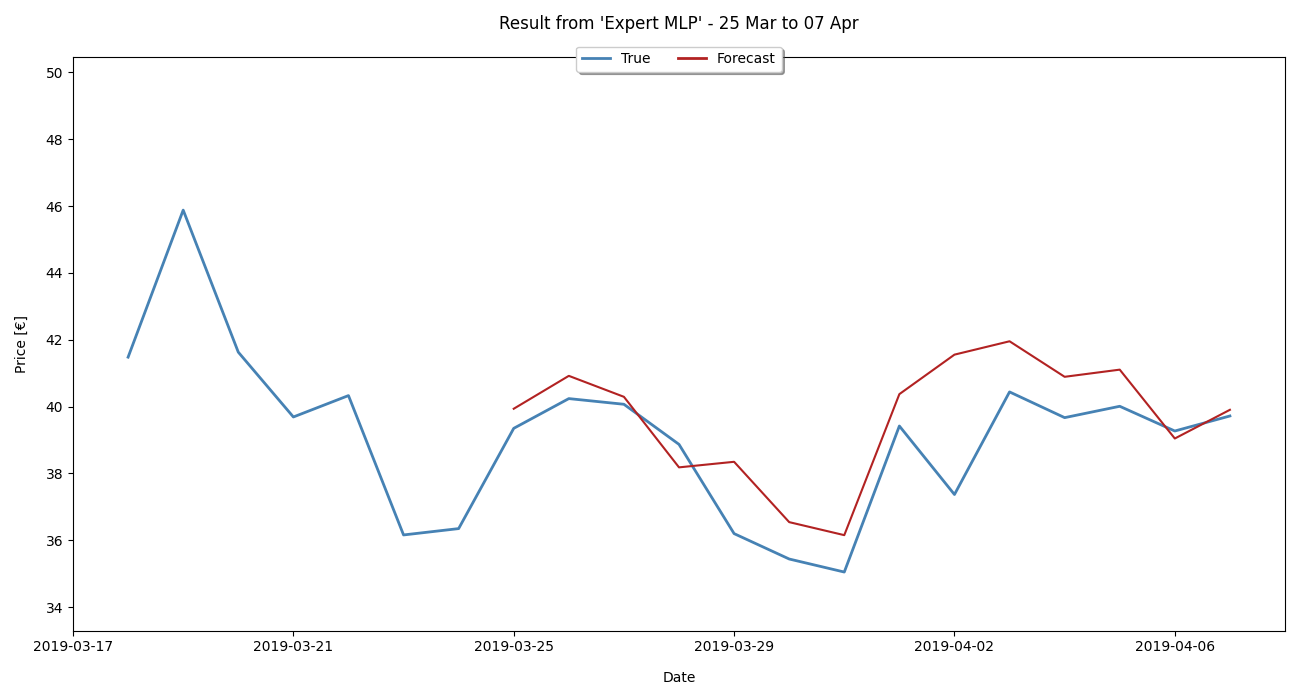 Result from 'Expert MLP' - 25 Mar to 07 Apr
True Forecast
50
48
46
44
42
40
38
36
34
Price [€]
2019-03-17 2019-03-21 2019-03-25 2019-03-29 2019-04-02 2019-04-06
Date